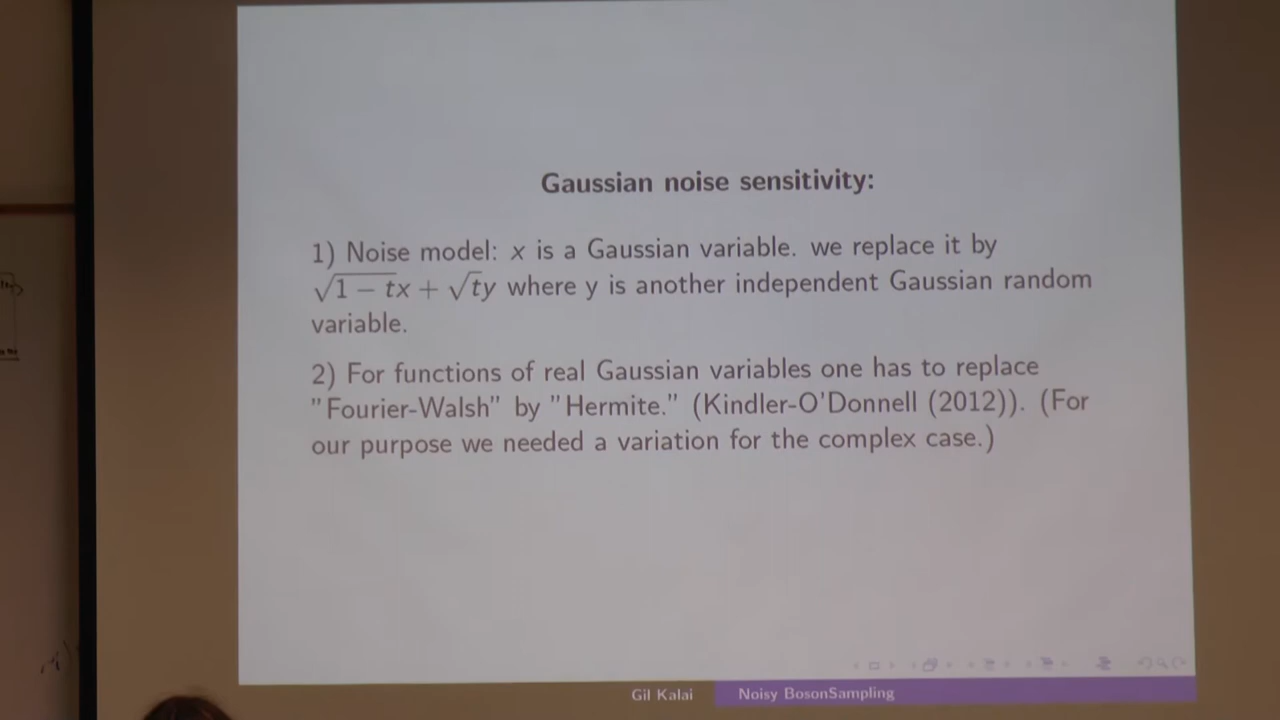 Gaussian noise sensitivity:
1) Noise model: x is a Gaussian variable. we replace it by
√1 − tx + √ty where y is another independent Gaussian random
variable.
2) For functions of real Gaussian variables one has to replace
"Fourier-Walsh" by "Hermite." (Kindler-O'Donnell (2012)). (For
our purpose we needed a variation for the complex case.)
Gil Kalai
Noisy BosonSampling